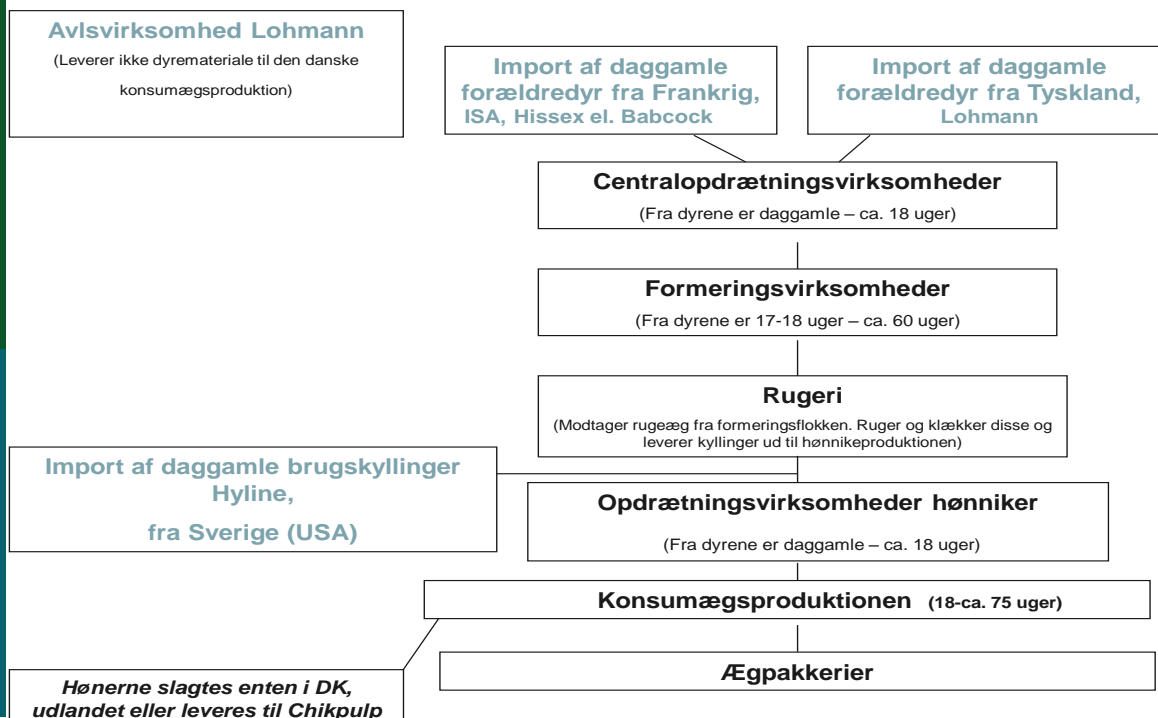 Avlsvirksomhed Lohmann
(Leverer ikke dyremateriale til den danske
konsumægsproduktion)
Import af daggamle
forældredyr fra Frankrig,
ISA, Hissex el. Babcock
Import af daggamle
forældredyr fra Tyskland,
Lohmann
Centralopdrætningsvirksomheder
(Fra dyrene er daggamle – ca. 18 uger)
Formeringsvirksomheder
(Fra dyrene er 17-18 uger – ca. 60 uger)
Rugeri
(Modtager rugeæg fra formeringsflokken. Ruger og klækker disse og
leverer kyllinger ud til hønnikeproduktionen)
Import af daggamle brugskyllinger
Hyline,
fra Sverige (USA)
Opdrætningsvirksomheder hønniker
(Fra dyrene er daggamle – ca. 18 uger)
Konsumægsproduktionen (18-ca. 75 uger)
Ægpakkerier
Hønerne slagtes enten i DK,
udlandet eller leveres til Chikpulp